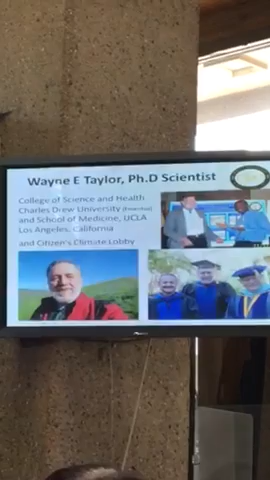 Wayne E Taylor, Ph.D Scientist
College of Science and Health
Charles Drew University
and School of Medicine, UCLA
Los Angeles, California
and Citizen's Climate Lobby